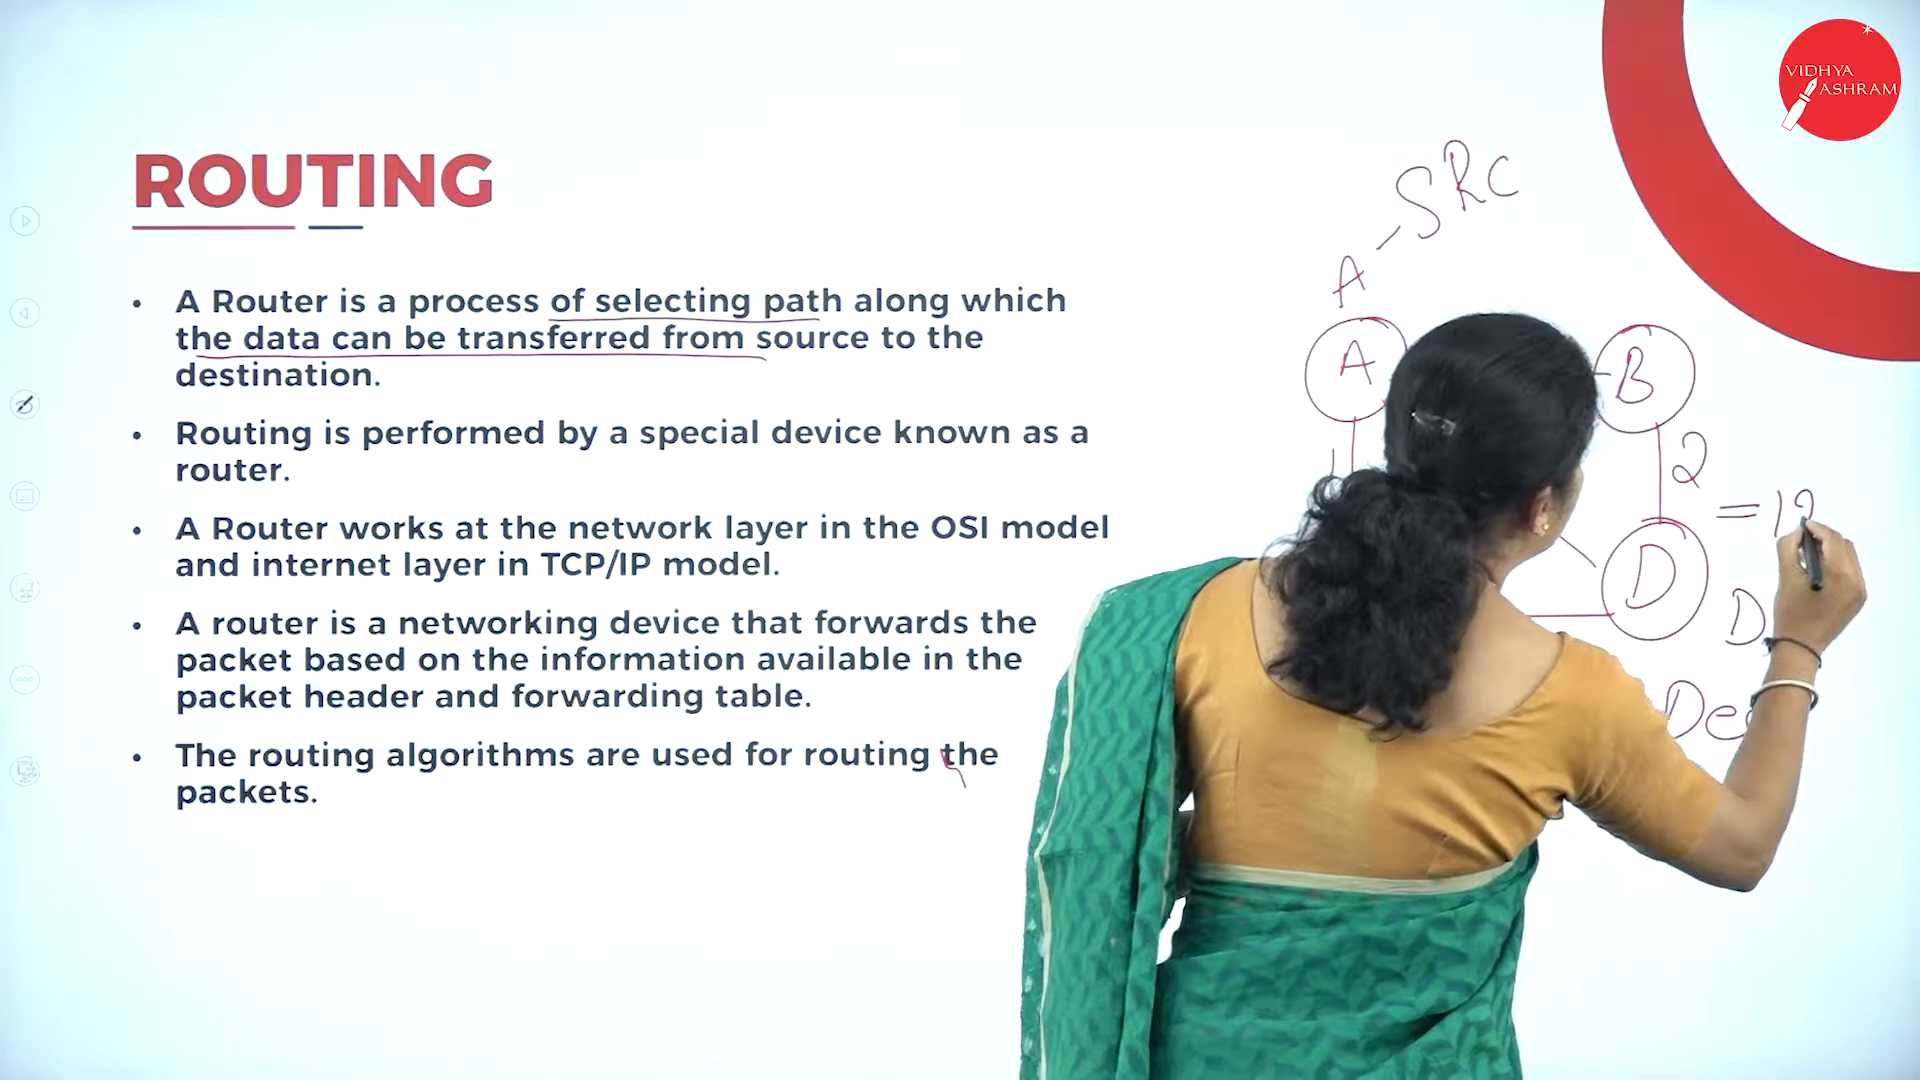 VIDHYA
ASHRAM
ROUTING
• A Router is a process of selecting path along which
the data can be transferred from source to the
destination.
• Routing is performed by a special device known as a
router.
• A Router works at the network layer in the OSI model
and internet layer in TCP/IP model.
• A router is a networking device that forwards the
packet based on the information available in the
packet header and forwarding table.
• The routing algorithms are used for routing the
packets.
A - SRC
A
B
2
D
D